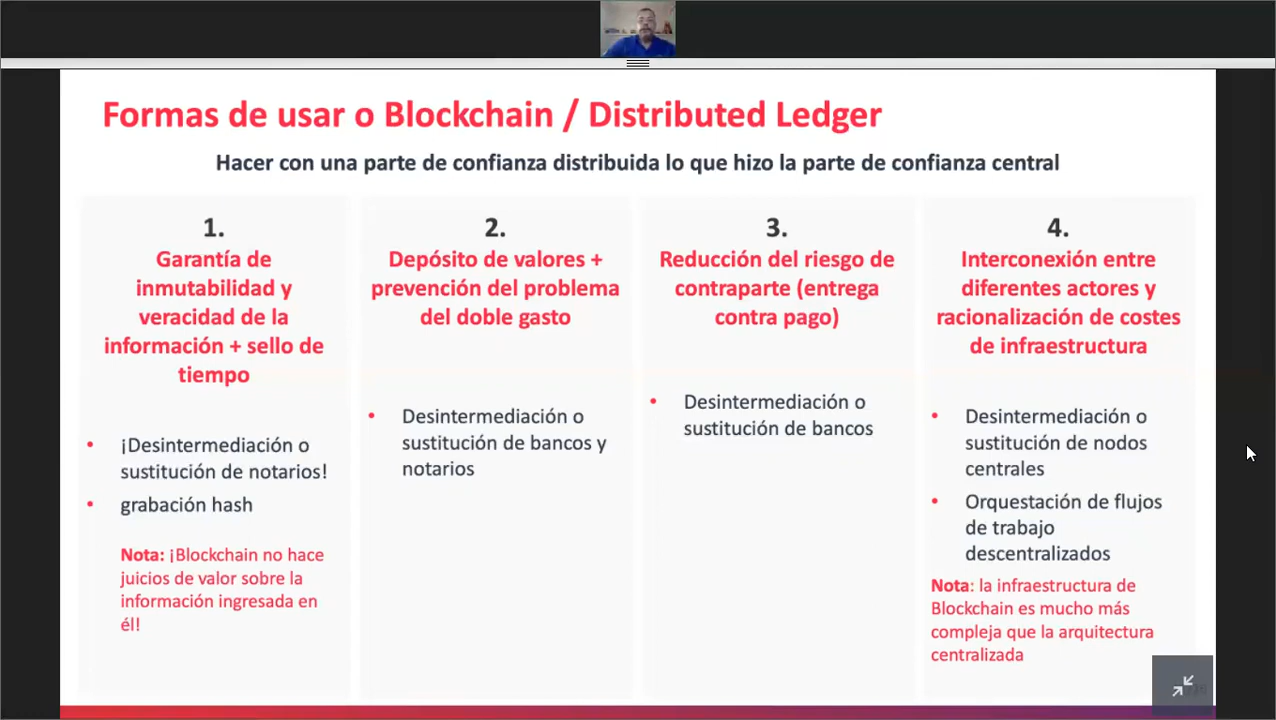 Formas de usar o Blockchain / Distributed Ledger
Hacer con una parte de confianza distribuida lo que hizo la parte de confianza central
1.
Garantía de
inmutabilidad y
veracidad de la
información + sello de
tiempo
• ¡Desintermediación o
sustitución de notarios!
• grabación hash
Nota: ¡Blockchain no hace
juicios de valor sobre la
información ingresada en
él!
2.
Depósito de valores +
prevención del problema
del doble gasto
• Desintermediación o
sustitución de bancos y
notarios
3.
Reducción del riesgo de
contraparte (entrega
contra pago)
• Desintermediación o
sustitución de bancos
4.
Interconexión entre
diferentes actores y
racionalización de costes
de infraestructura
• Desintermediación o
sustitución de nodos
centrales
• Orquestación de flujos
de trabajo
descentralizados
Nota: la infraestructura de
Blockchain es mucho más
compleja que la arquitectura
centralizada